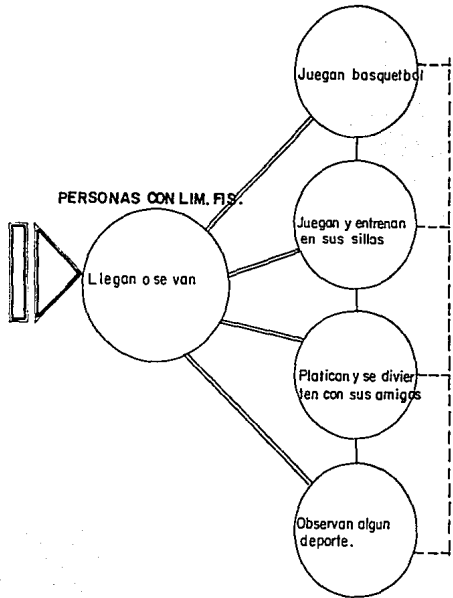 Juegan basquetbol
PERSONAS CON LIM. FIS.
Juegan y entrenan
en sus sillas
Llegan o se van
Platican y se divier
ten con sus amigos
Observan algun
deporte.